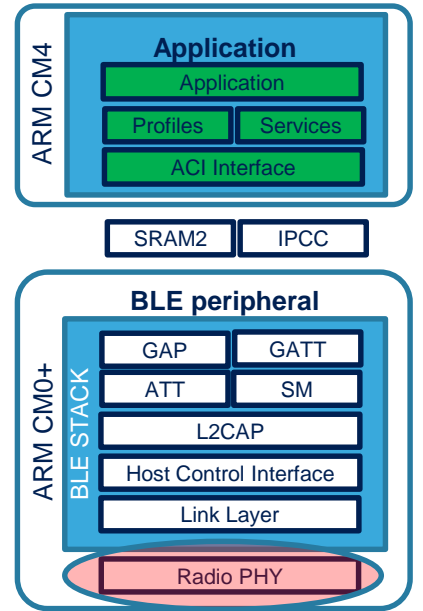 ARM CM4
Application
Application
Profiles
Services
ACI Interface
SRAM2
IPCC
ARM CM0+
BLE peripheral
BLE STACK
GAP
GATT
ATT
SM
L2CAP
Host Control Interface
Link Layer
Radio PHY